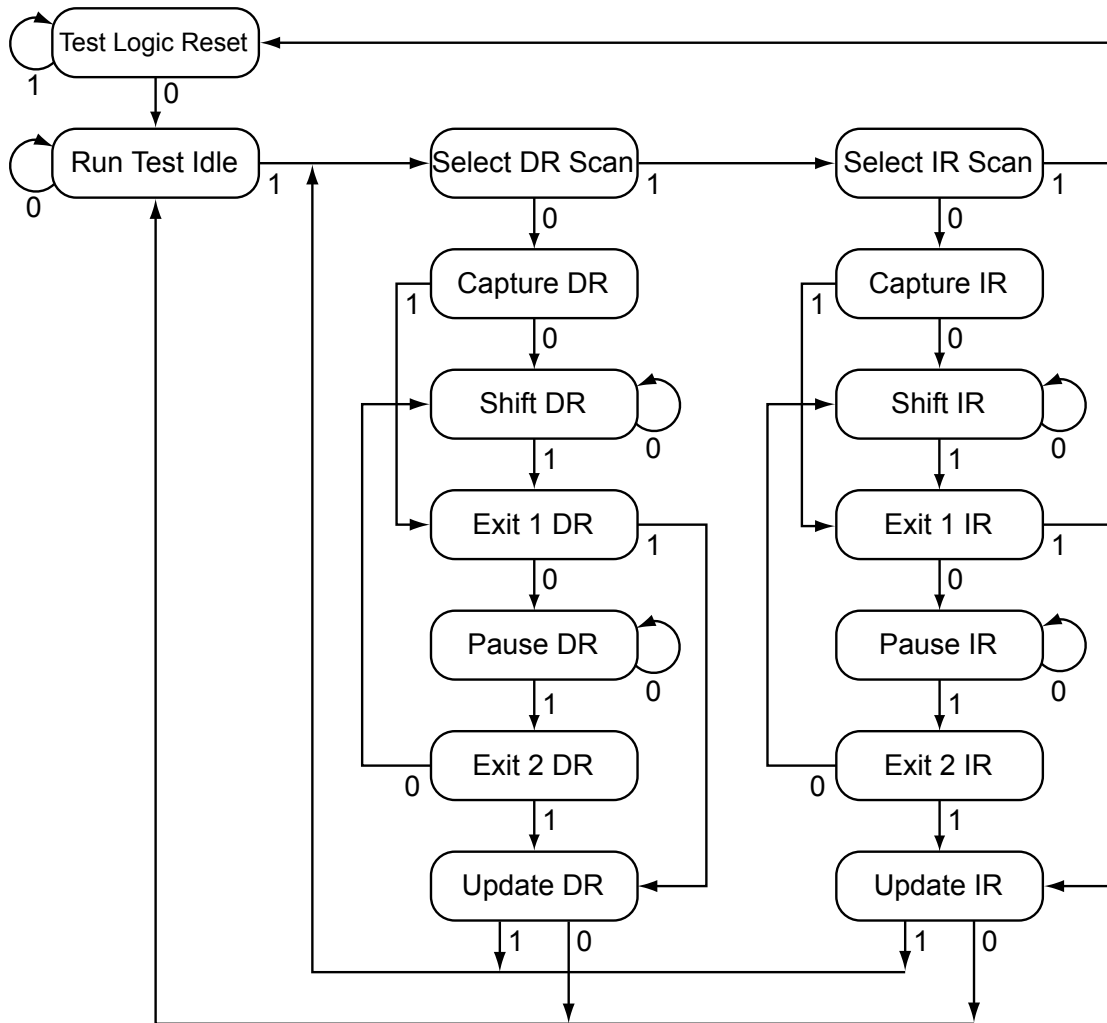 Test Logic Reset
1
0
Run Test Idle
0
1
Select DR Scan
1
Select IR Scan
1
0
0
Capture DR
1
Capture IR
1
0
0
Shift DR
0
Shift IR
0
1
1
Exit 1 DR
1
Exit 1 IR
1
0
0
Pause DR
0
Pause IR
0
1
1
Exit 2 DR
0
Exit 2 IR
0
1
1
Update DR
Update IR
1
0
1
0